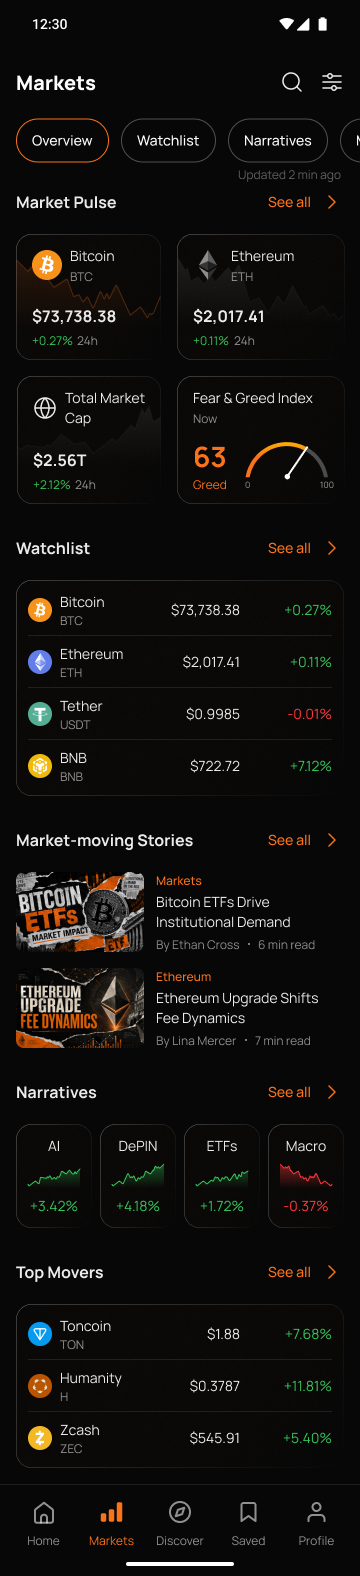 12:30
Markets
Overview Watchlist Narratives
Updated 2 min ago
Market Pulse See all
Bitcoin
BTC
$73,738.38
+0.27% 24h
Ethereum
ETH
$2,017.41
+0.11% 24h
Total Market
Cap
$2.56T
+2.12% 24h
Fear & Greed Index
Now
63
Greed
0 100
Watchlist See all
Bitcoin
BTC
$73,738.38 +0.27%
Ethereum
ETH
$2,017.41 +0.11%
Tether
USDT
$0.9985 -0.01%
BNB
BNB
$722.72 +7.12%
Market-moving Stories See all
BITCOIN
ETFs
MARKET IMPACT
ETF
Markets
Bitcoin ETFs Drive
Institutional Demand
By Ethan Cross • 6 min read
ETHEREUM
UPGRADE
FEE DYNAMICS
Ethereum
Ethereum Upgrade Shifts
Fee Dynamics
By Lina Mercer • 7 min read
Narratives See all
AI
+3.42%
DePIN
+4.18%
ETFs
+1.72%
Macro
-0.37%
Top Movers See all
Toncoin
TON
$1.88 +7.68%
Humanity
H
$0.3787 +11.81%
Zcash
ZEC
$545.91 +5.40%
Home Markets Discover Saved Profile